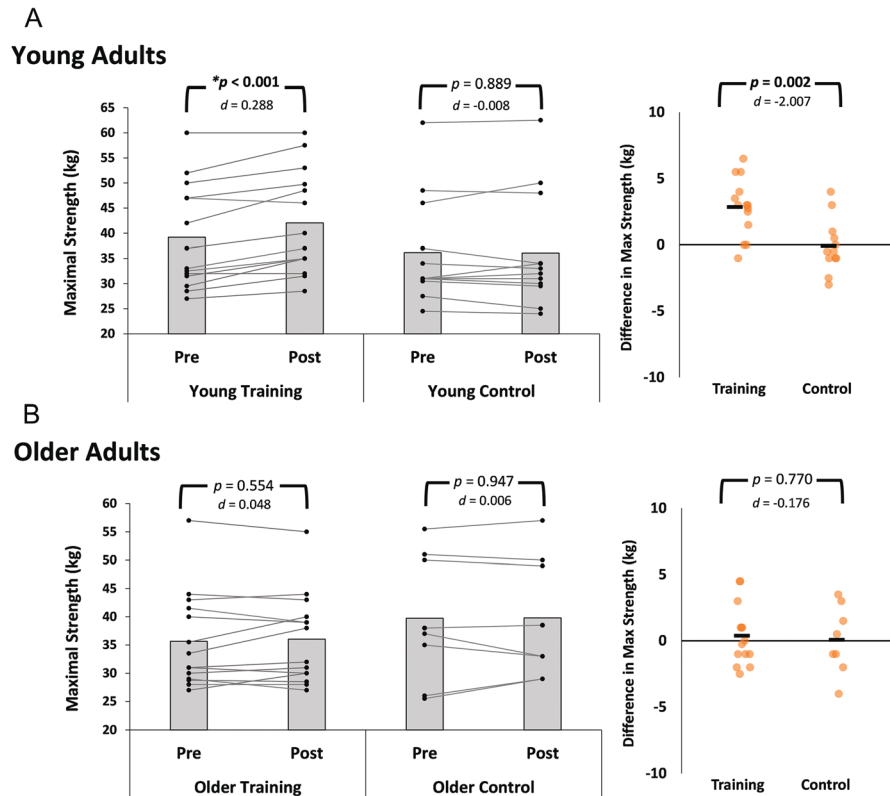 A
Young Adults
*p < 0.001
d = 0.288
p = 0.889
d = -0.008
Maximal Strength (kg)
65
60
55
50
45
40
35
30
25
20
Pre
Post
Pre
Post
Young Training
Young Control
p = 0.002
d = -2.007
Difference in Max Strength (kg)
10
5
0
-5
-10
Training
Control
B
Older Adults
p = 0.554
d = 0.048
p = 0.947
d = 0.006
Maximal Strength (kg)
60
55
50
45
40
35
30
25
20
Pre
Post
Pre
Post
Older Training
Older Control
p = 0.770
d = -0.176
Difference in Max Strength (kg)
10
5
0
-5
-10
Training
Control